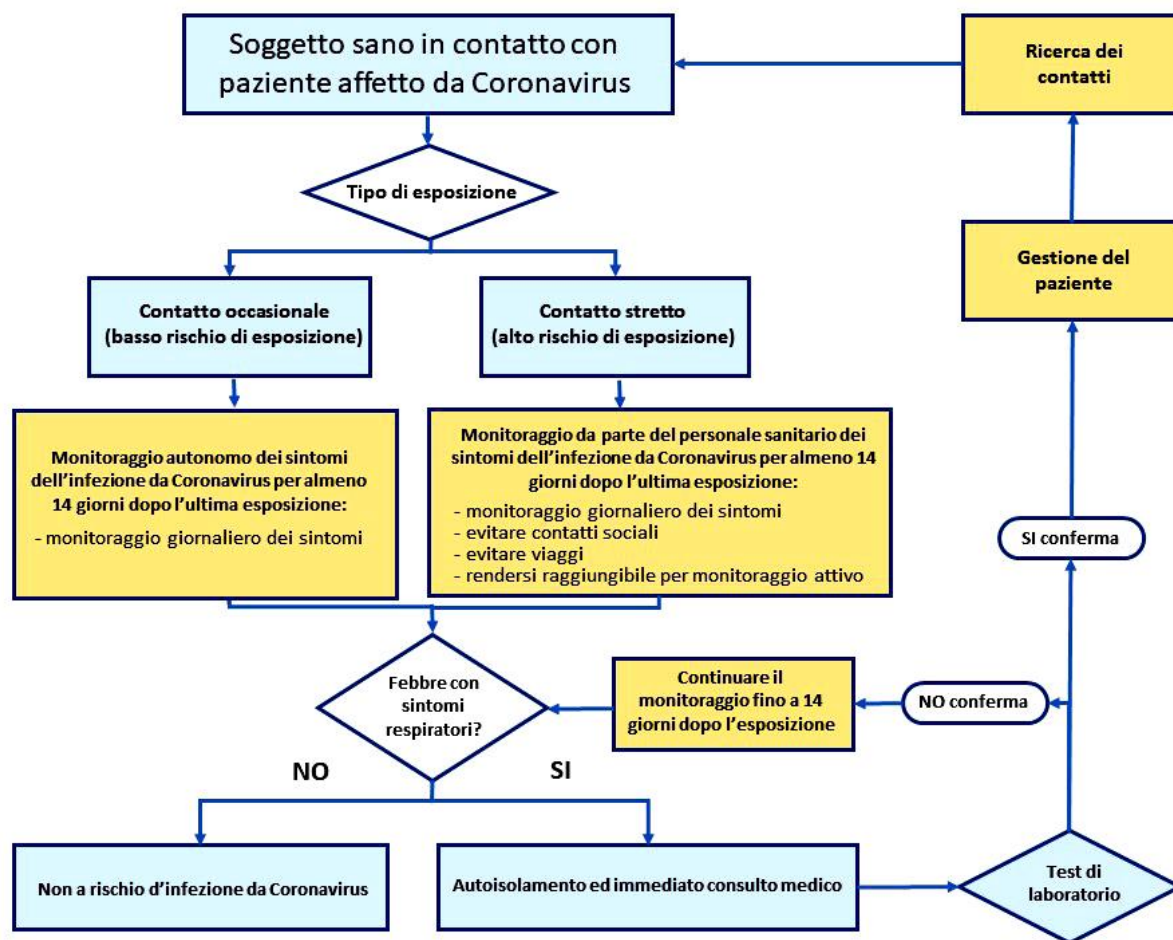 Soggetto sano in contatto con
paziente affetto da Coronavirus
Ricerca dei
contatti
Tipo di esposizione
Gestione del
paziente
Contatto occasionale
(basso rischio di esposizione)
Contatto stretto
(alto rischio di esposizione)
Monitoraggio autonomo dei sintomi
dell'infezione da Coronavirus per almeno
14 giorni dopo l'ultima esposizione:
- monitoraggio giornaliero dei sintomi
Monitoraggio da parte del personale sanitario dei
sintomi dell'infezione da Coronavirus per almeno 14
giorni dopo l'ultima esposizione:
- monitoraggio giornaliero dei sintomi
- evitare contatti sociali
- evitare viaggi
- rendersi raggiungibile per monitoraggio attivo
SI conferma
Febbre con
sintomi
respiratori?
Continuare il
monitoraggio fino a 14
giorni dopo l'esposizione
NO conferma
NO
SI
Non a rischio d'infezione da Coronavirus
Autoisolamento ed immediato consulto medico
Test di
laboratorio